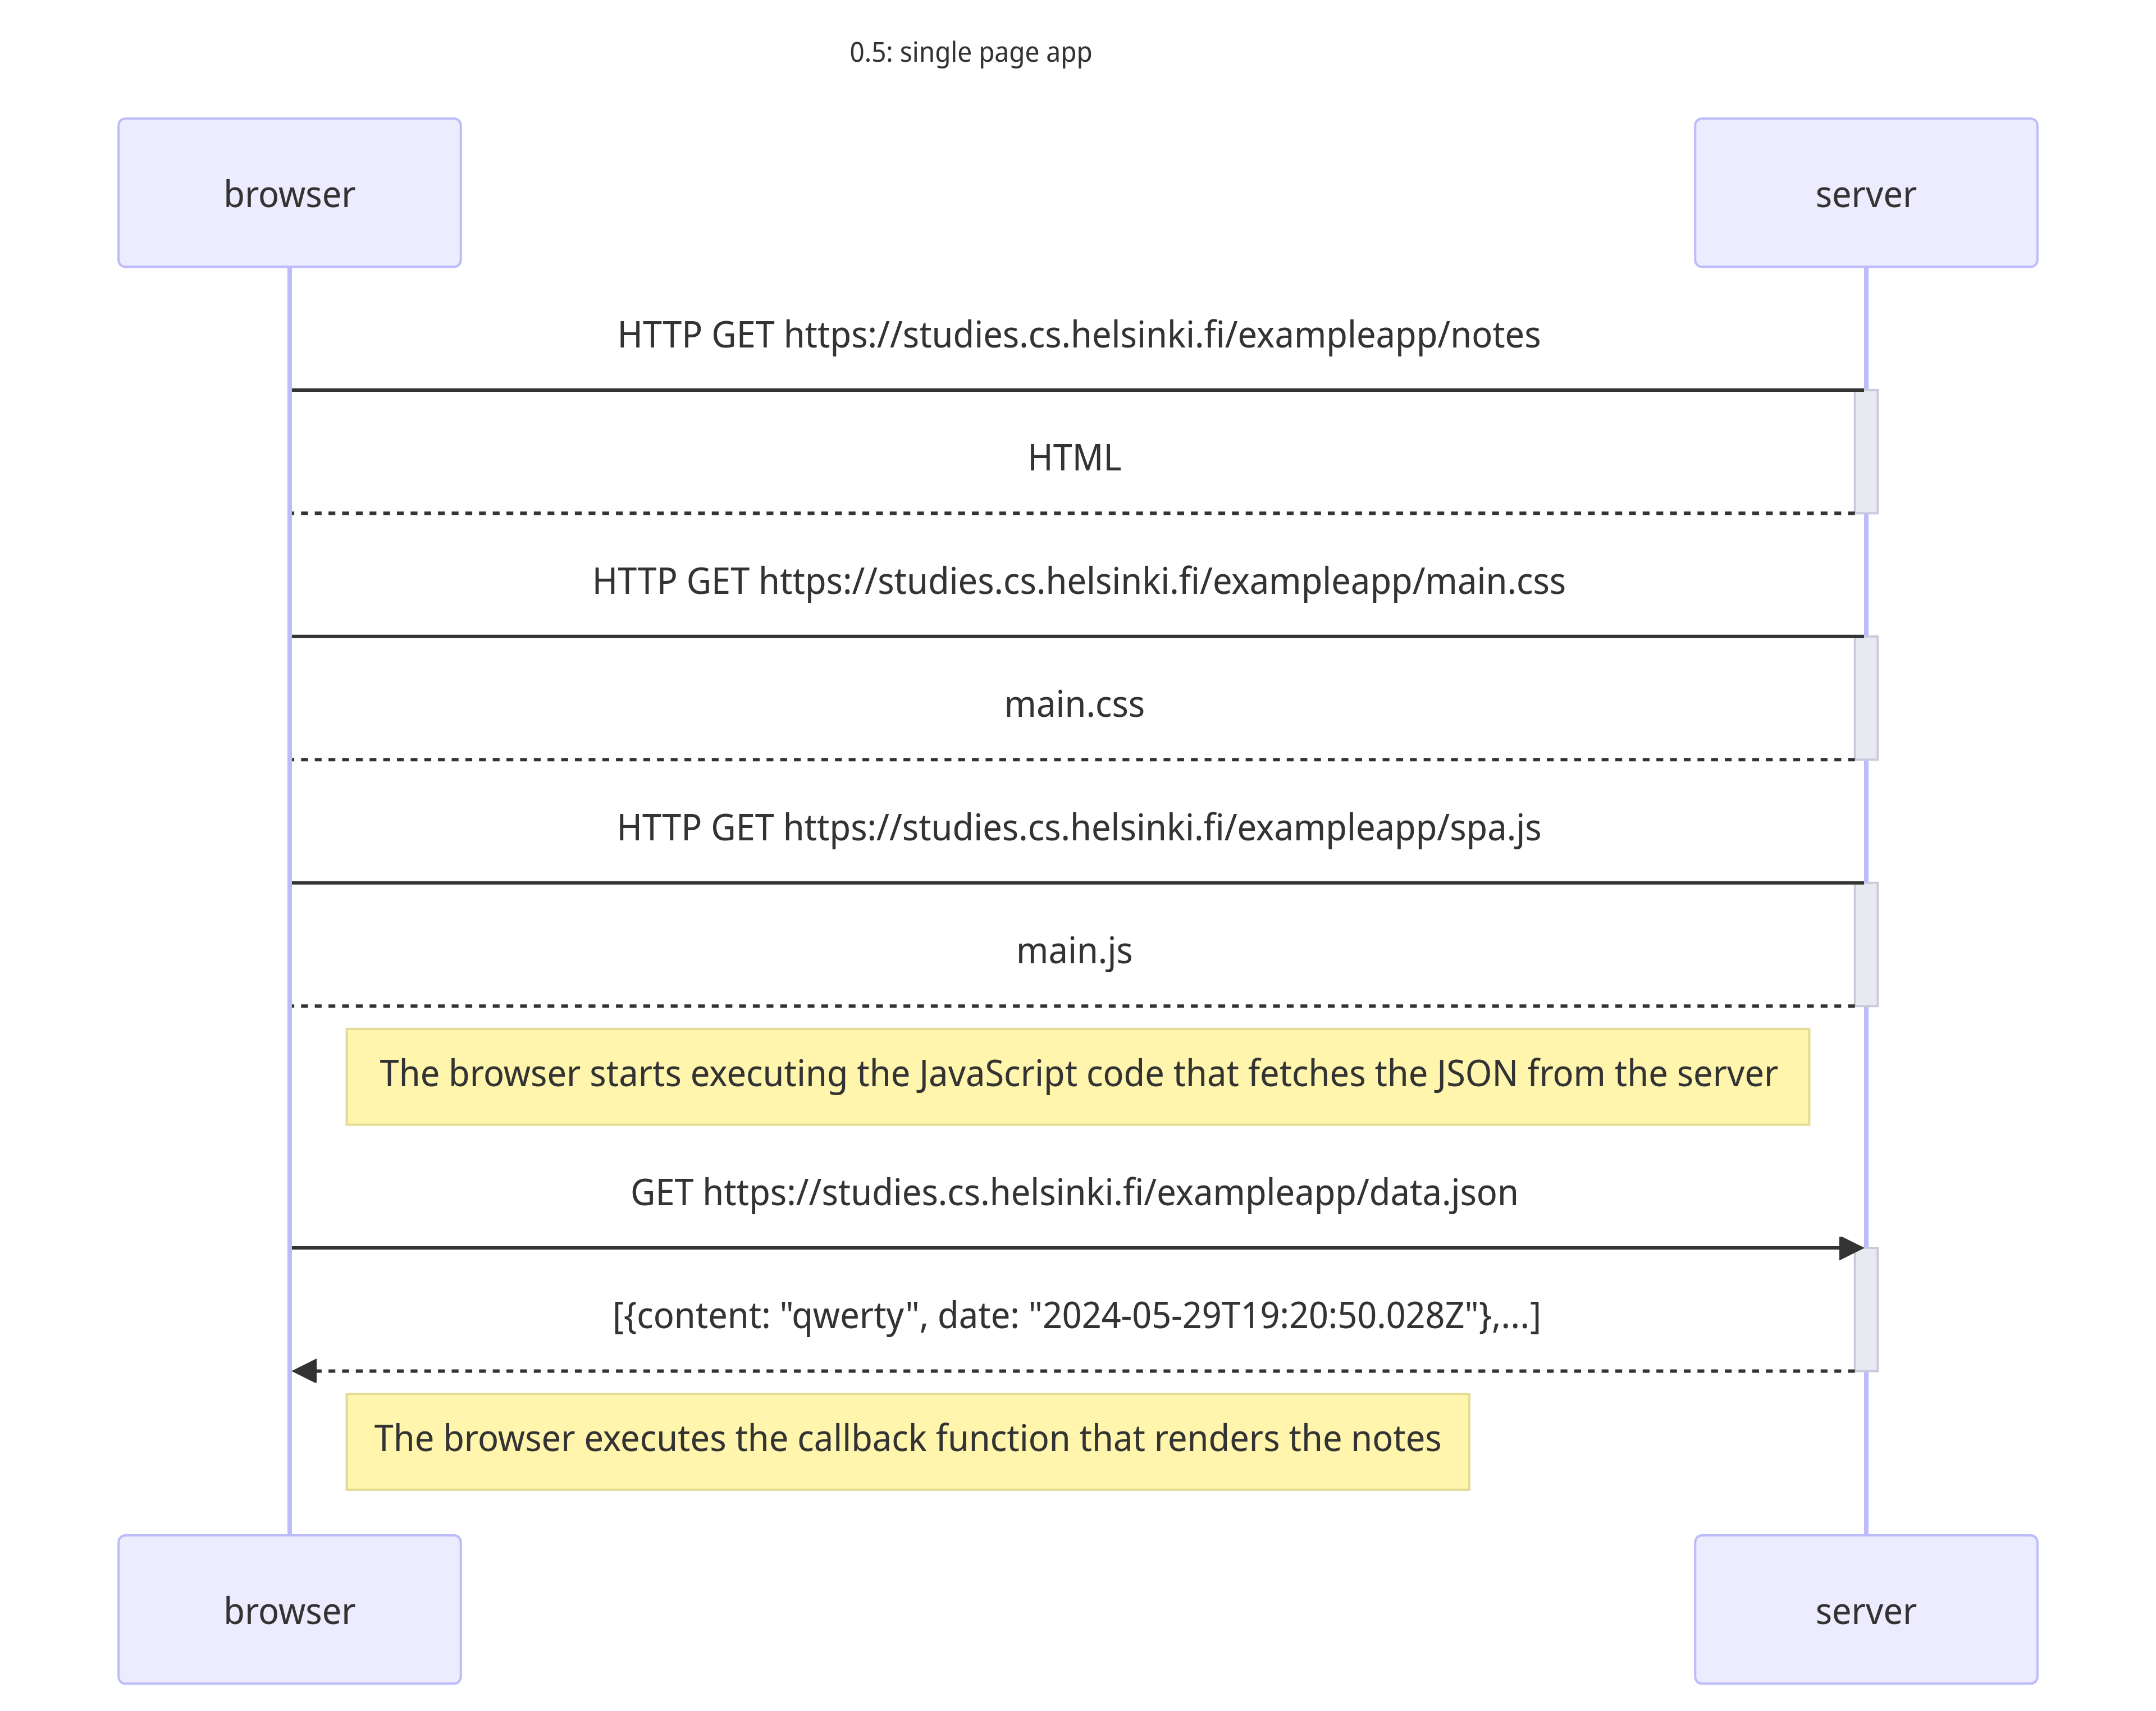 0.5: single page app
browser
server
HTTP GET https://studies.cs.helsinki.fi/exampleapp/notes
HTML
HTTP GET https://studies.cs.helsinki.fi/exampleapp/main.css
main.css
HTTP GET https://studies.cs.helsinki.fi/exampleapp/spa.js
main.js
The browser starts executing the JavaScript code that fetches the JSON from the server
GET https://studies.cs.helsinki.fi/exampleapp/data.json
[{content: "qwerty", date: "2024-05-29T19:20:50.028Z"},...]
The browser executes the callback function that renders the notes
browser
server